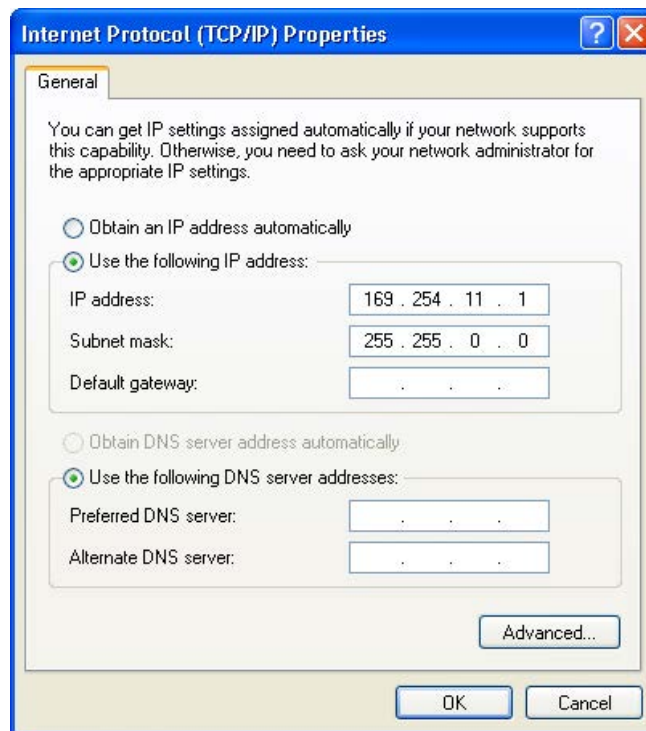 Internet Protocol (TCP/IP) Properties
General
You can get IP settings assigned automatically if your network supports
this capability. Otherwise, you need to ask your network administrator for
the appropriate IP settings.
Obtain an IP address automatically
Use the following IP address:
IP address: 169 . 254 . 11 . 1
Subnet mask: 255 . 255 . 0 . 0
Default gateway: . . .
Obtain DNS server address automatically
Use the following DNS server addresses:
Preferred DNS server: . . .
Alternate DNS server: . . .
Advanced...
OK Cancel